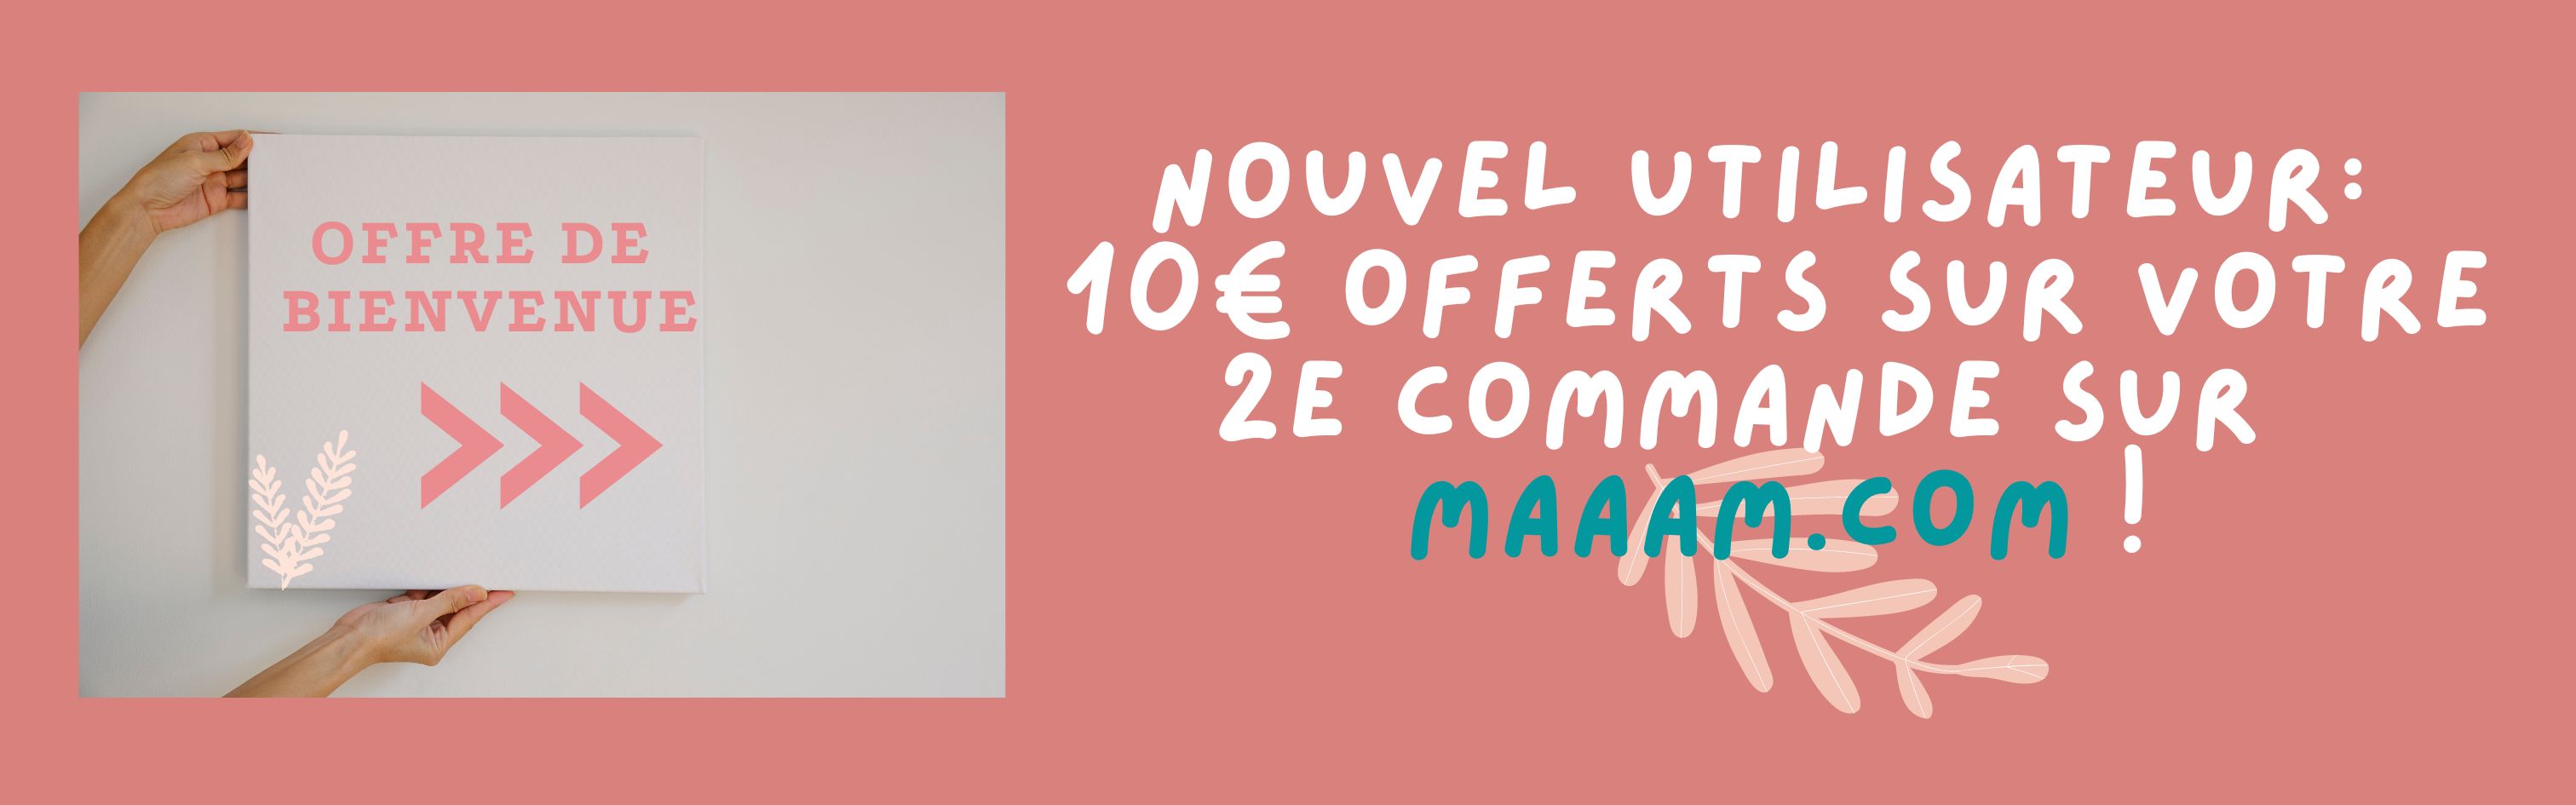 OFFRE DE
BIENVENUE
NOUVEL UTILISATEUR:
10€ OFFERTS SUR VOTRE
2E COMMANDE SUR
MAAAM.COM !